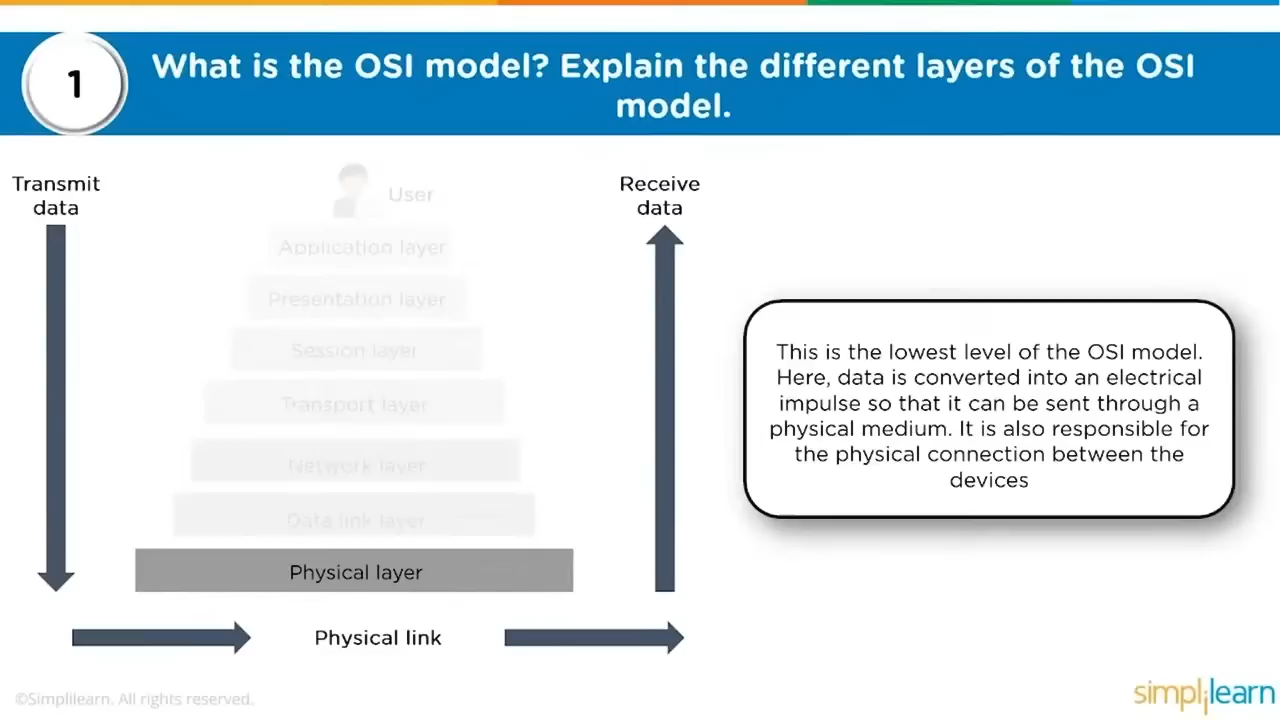 1
What is the OSI model? Explain the different layers of the OSI
model.
Transmit
data
User
Application layer
Presentation layer
Session layer
Transport layer
Network layer
Data link layer
Physical layer
Physical link
Receive
data
This is the lowest level of the OSI model.
Here, data is converted into an electrical
impulse so that it can be sent through a
physical medium. It is also responsible for
the physical connection between the
devices
©Simplilearn. All rights reserved.
simplilearn